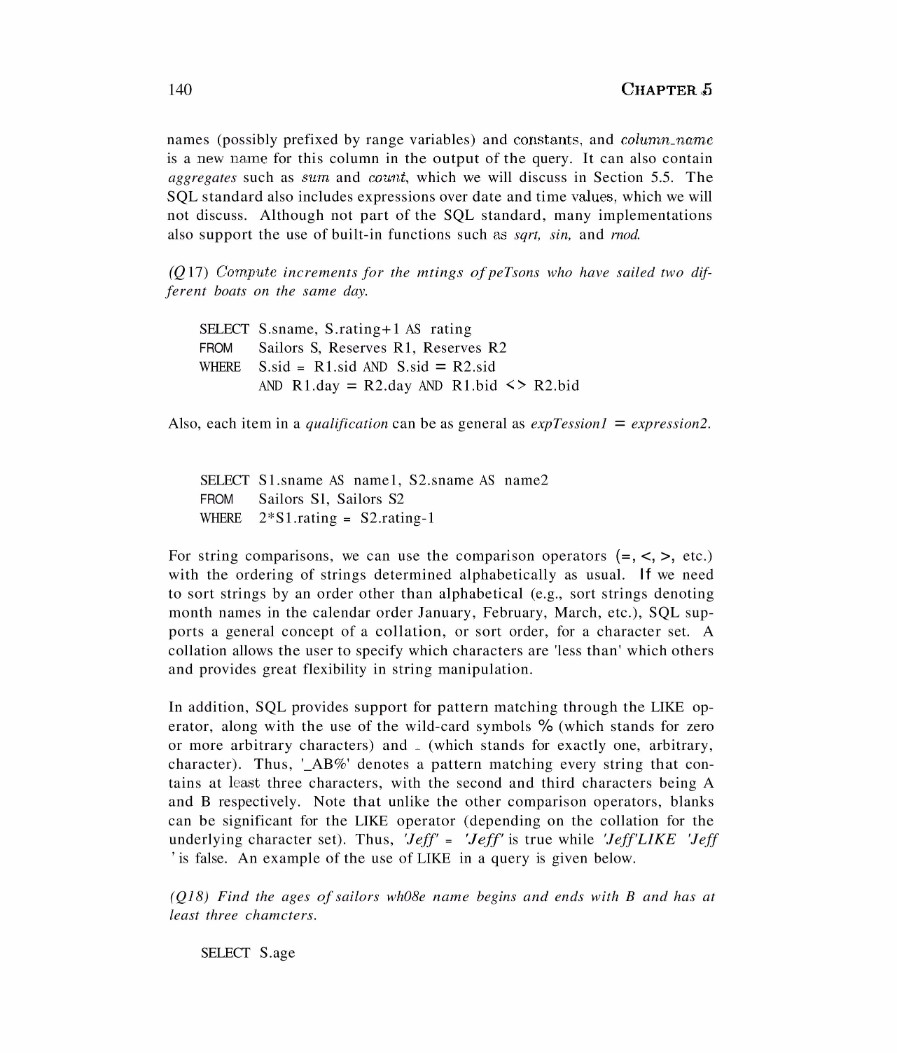 140 CHAPTER 5
names (possibly prefixed by range variables) and constants, and column_name
is a new name for this column in the output of the query. It can also contain
aggregates such as sum and count, which we will discuss in Section 5.5. The
SQL standard also includes expressions over date and time values, which we will
not discuss. Although not part of the SQL standard, many implementations
also support the use of built-in functions such as sqrt, sin, and mod.
(Q17) Compute increments for the mtings of peTsons who have sailed two dif-
ferent boats on the same day.
SELECT S.sname, S.rating+1 AS rating
FROM Sailors S, Reserves R1, Reserves R2
WHERE S.sid = R1.sid AND S.sid = R2.sid
AND R1.day = R2.day AND R1.bid <> R2.bid
Also, each item in a qualification can be as general as expTession1 = expression2.
SELECT S1.sname AS name1, S2.sname AS name2
FROM Sailors S1, Sailors S2
WHERE 2*S1.rating = S2.rating-1
For string comparisons, we can use the comparison operators (=, <, >, etc.)
with the ordering of strings determined alphabetically as usual. If we need
to sort strings by an order other than alphabetical (e.g., sort strings denoting
month names in the calendar order January, February, March, etc.), SQL sup-
ports a general concept of a collation, or sort order, for a character set. A
collation allows the user to specify which characters are 'less than' which others
and provides great flexibility in string manipulation.
In addition, SQL provides support for pattern matching through the LIKE op-
erator, along with the use of the wild-card symbols % (which stands for zero
or more arbitrary characters) and _ (which stands for exactly one, arbitrary,
character). Thus, '_AB%' denotes a pattern matching every string that con-
tains at least three characters, with the second and third characters being A
and B respectively. Note that unlike the other comparison operators, blanks
can be significant for the LIKE operator (depending on the collation for the
underlying character set). Thus, 'Jeff' = 'Jeff' is true while 'Jeff'LIKE 'Jeff
' is false. An example of the use of LIKE in a query is given below.
(Q18) Find the ages of sailors wh08e name begins and ends with B and has at
least three chamcters.
SELECT S.age